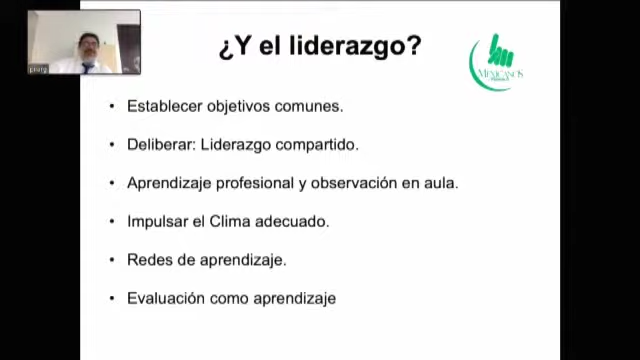 ¿Y el liderazgo?
MEXICANOS
• Establecer objetivos comunes.
• Deliberar: Liderazgo compartido.
• Aprendizaje profesional y observación en aula.
• Impulsar el Clima adecuado.
• Redes de aprendizaje.
• Evaluación como aprendizaje